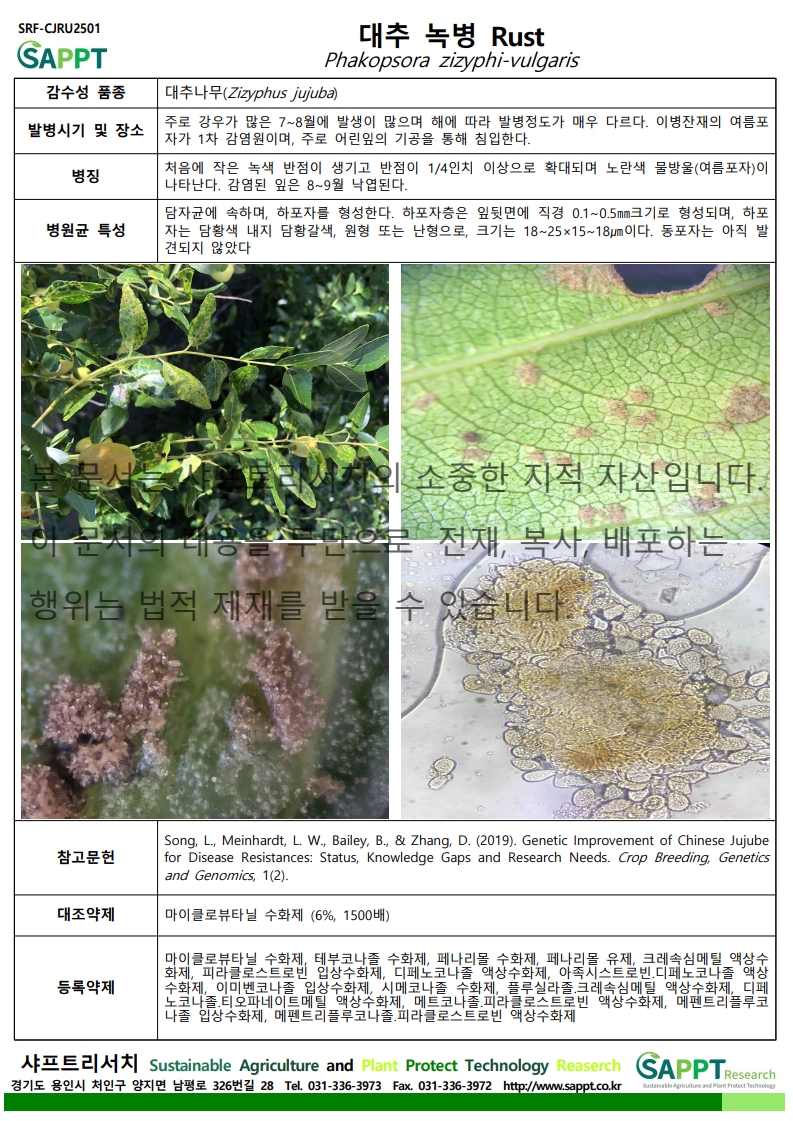 SRF-CJRU2501
SAPPT
대추 녹병 Rust
Phakopsora zizyphi-vulgaris
감수성 품종
대추나무(Zizyphus jujuba)
발병시기 및 장소
주로 강우가 많은 7~8월에 발생이 많으며 해에 따라 발병정도가 매우 다르다. 이병잔재의 여름포
자가 1차 감염원이며, 주로 어린잎의 기공을 통해 침입한다.
병징
처음에 작은 녹색 반점이 생기고 반점이 1/4인치 이상으로 확대되며 노란색 물방울(여름포자)이
나타난다. 감염된 잎은 8~9월 낙엽된다.
병원균 특성
담자균에 속하며, 하포자를 형성한다. 하포자층은 잎뒷면에 직경 0.1~0.5㎜크기로 형성되며, 하포
자는 담황색 내지 담황갈색, 원형 또는 난형으로, 크기는 18~25×15~18㎛이다. 동포자는 아직 발
견되지 않았다
본 문서는 샤프트리서치의 소중한 지적 자산입니다.
이 문서의 내용을 무단으로 전재, 복사, 배포하는
행위는 법적 제재를 받을 수 있습니다.
참고문헌
Song, L., Meinhardt, L. W., Bailey, B., & Zhang, D. (2019). Genetic Improvement of Chinese Jujube
for Disease Resistances: Status, Knowledge Gaps and Research Needs. Crop Breeding, Genetics
and Genomics, 1(2).
대조약제
마이클로뷰타닐 수화제 (6%, 1500배)
등록약제
마이클로뷰타닐 수화제, 테부코나졸 수화제, 페나리몰 수화제, 페나리몰 유제, 크레속심메틸 액상수
화제, 피라클로스트로빈 입상수화제, 디페노코나졸 액상수화제, 아족시스트로빈.디페노코나졸 액상
수화제, 이미벤코나졸 입상수화제, 시메코나졸 수화제, 플루실라졸.크레속심메틸 액상수화제, 디페
노코나졸.티오파네이트메틸 액상수화제, 메트코나졸.피라클로스트로빈 액상수화제, 메펜트리플루코
나졸 입상수화제, 메펜트리플루코나졸.피라클로스트로빈 액상수화제
샤프트리서치 Sustainable Agriculture and Plant Protect Technology Reaserch
경기도 용인시 처인구 양지면 남평로 326번길 28 Tel. 031-336-3973 Fax. 031-336-3972 http://www.sappt.co.kr
SAPPT Research
Sustainable Agriculture and Plant Protect Technology